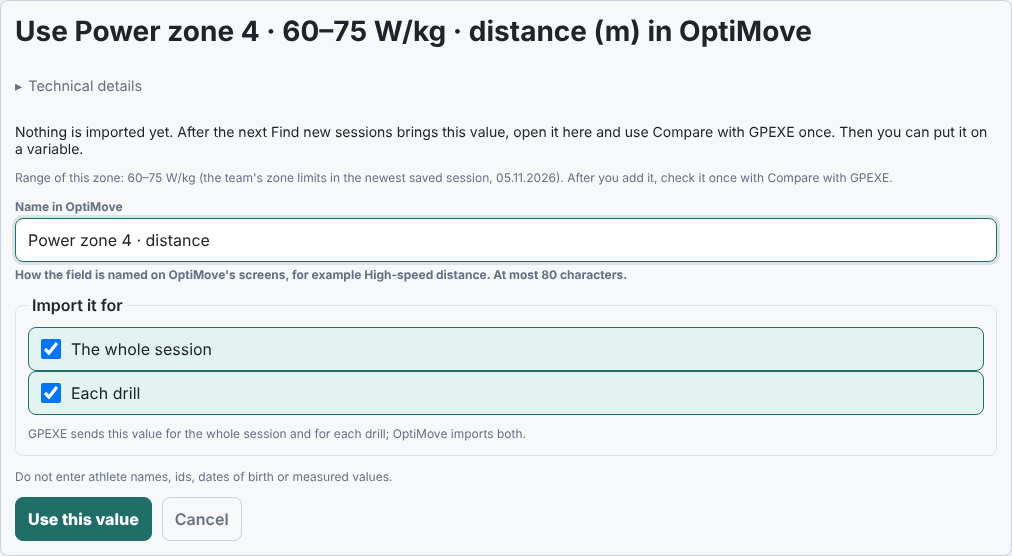 Use Power zone 4 · 60–75 W/kg · distance (m) in OptiMove
▸ Technical details
Nothing is imported yet. After the next Find new sessions brings this value, open it here and use Compare with GPEXE once. Then you can put it on
a variable.
Range of this zone: 60–75 W/kg (the team's zone limits in the newest saved session, 05.11.2026). After you add it, check it once with Compare with GPEXE.
Name in OptiMove
Power zone 4 · distance
How the field is named on OptiMove's screens, for example High-speed distance. At most 80 characters.
Import it for
The whole session
Each drill
GPEXE sends this value for the whole session and for each drill; OptiMove imports both.
Do not enter athlete names, ids, dates of birth or measured values.
Use this value
Cancel